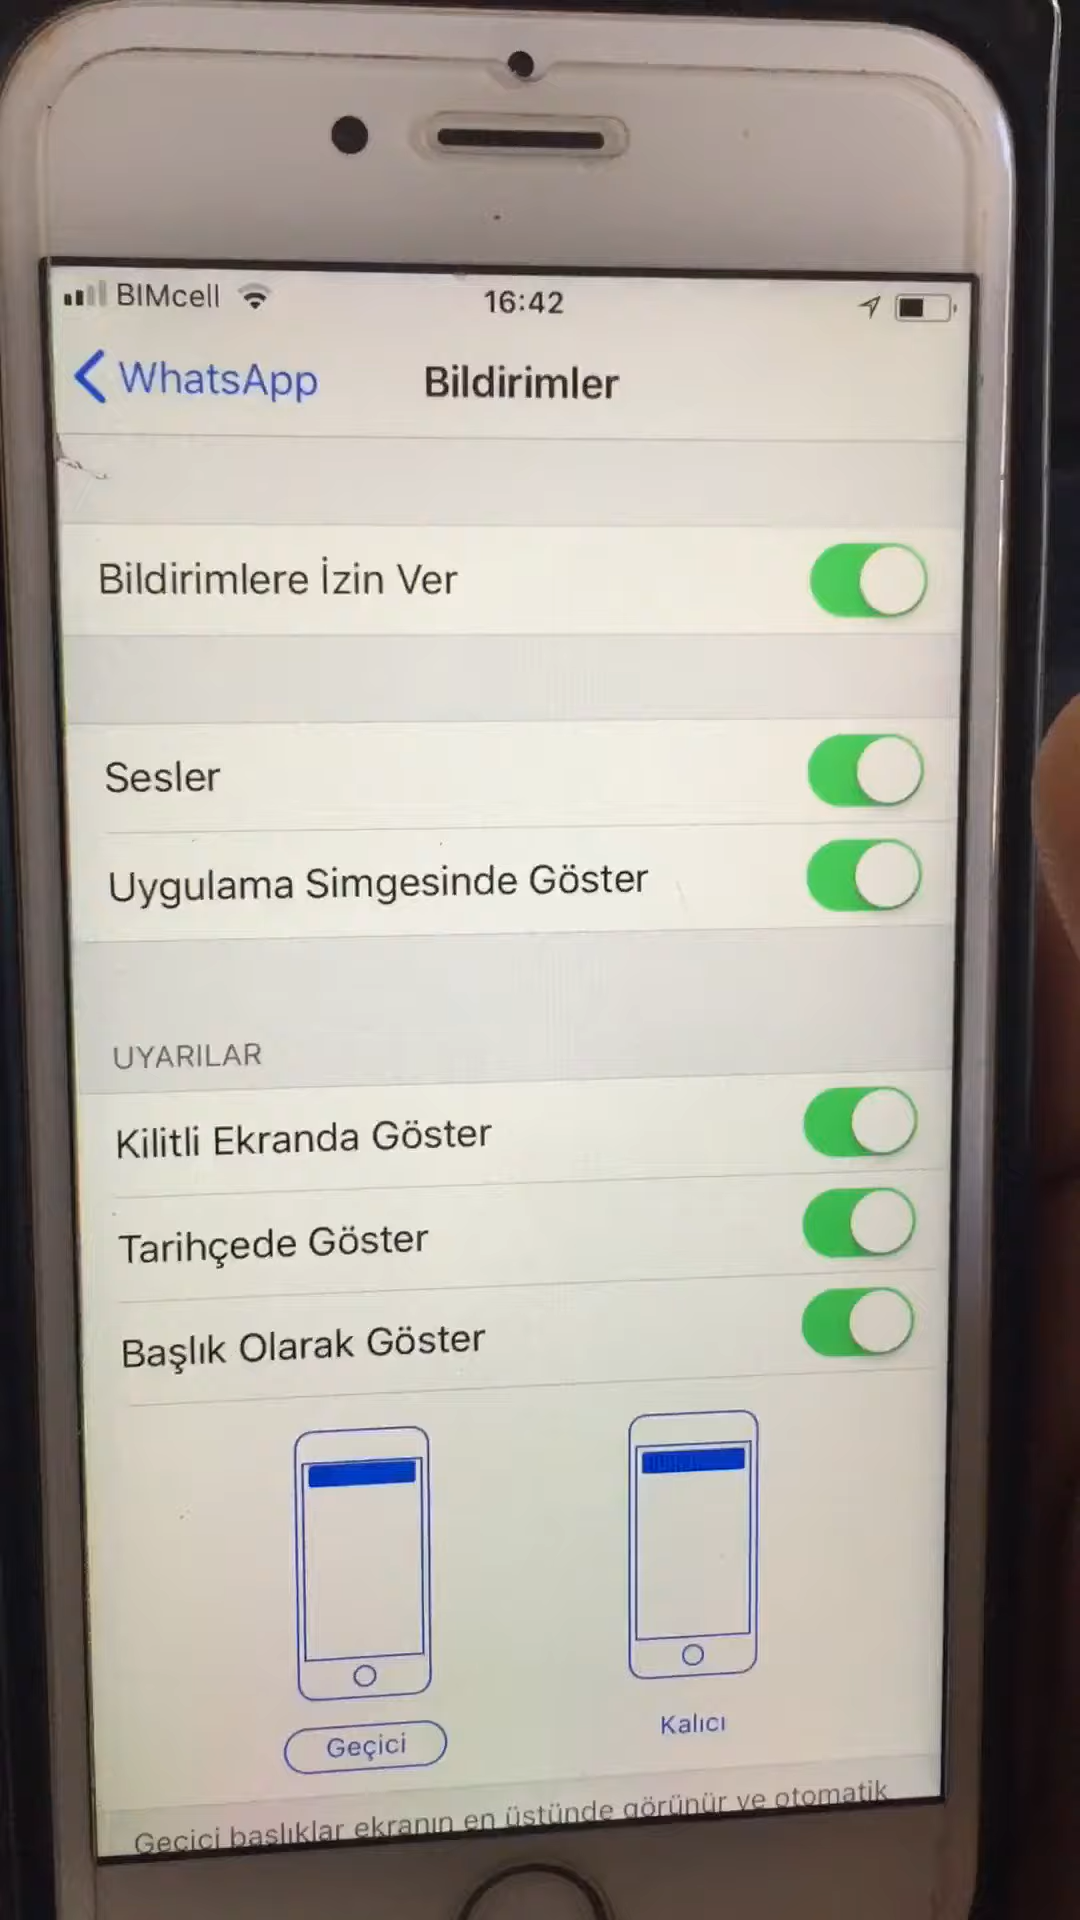 BIMcell 16:42
WhatsApp Bildirimler
Bildirimlere İzin Ver
Sesler
Uygulama Simgesinde Göster
UYARILAR
Kilitli Ekranda Göster
Tarihçede Göster
Başlık Olarak Göster
Geçici Kalıcı
Geçici başlıklar ekranın en üstünde görünür ve otomatik